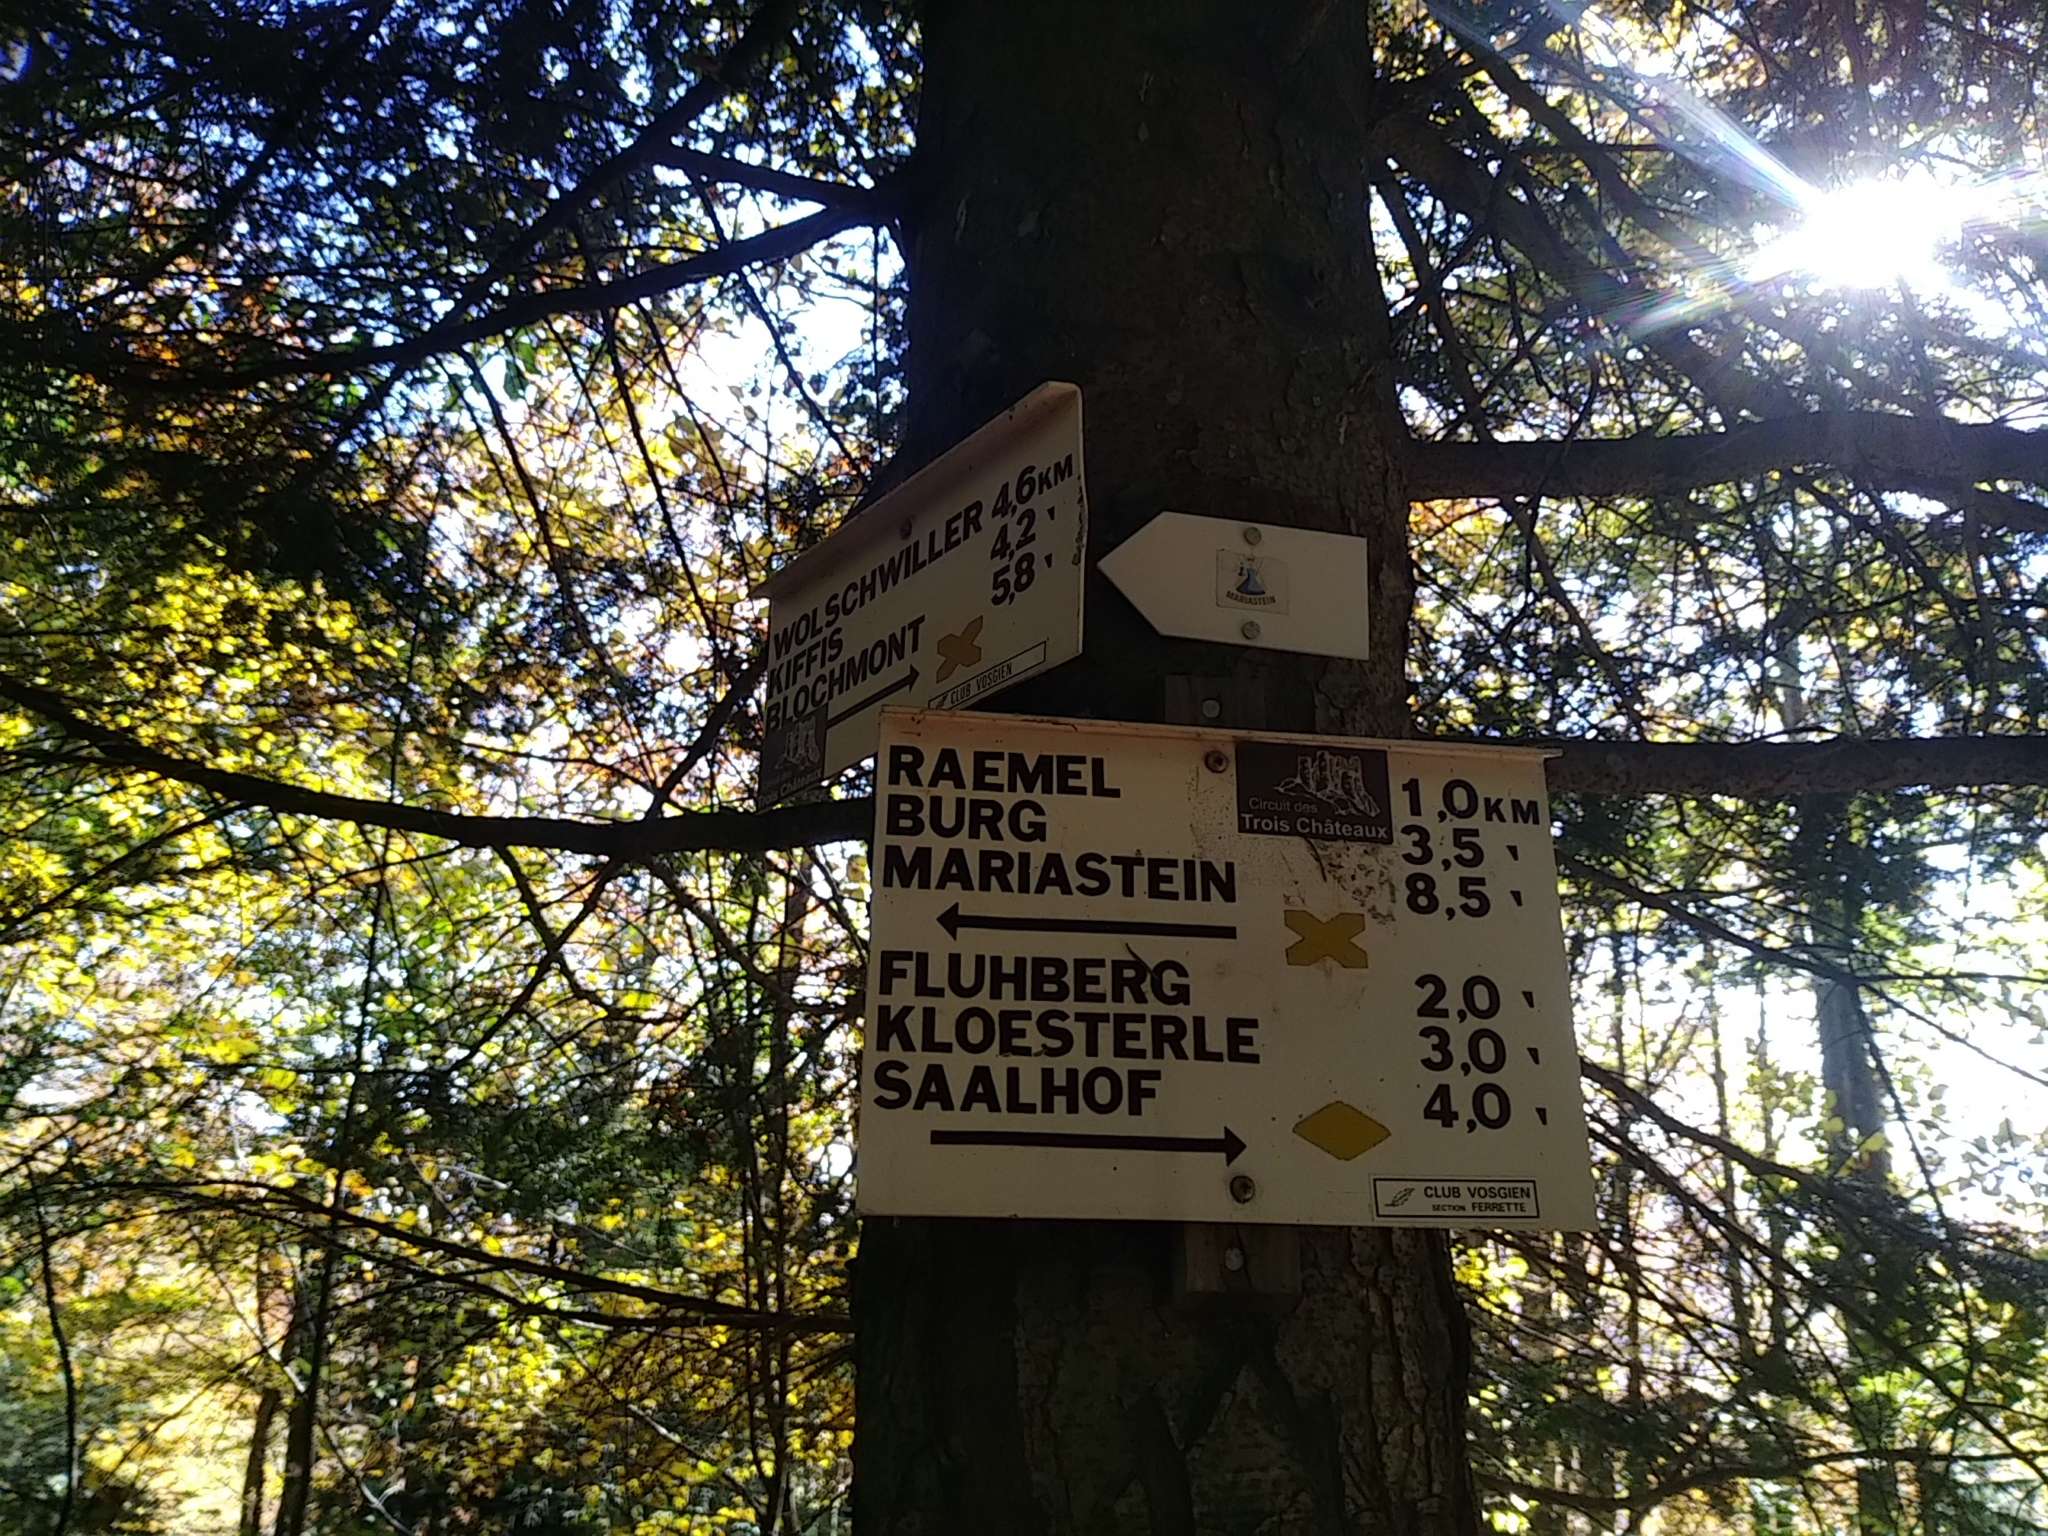 WOLSCHWILLER 4,6 KM
KIFFIS 4,2 '
BLOCHMONT 5,8 '
CLUB VOSGIEN
Trois Châteaux
MARIASTEIN
RAEMEL 1,0 KM
BURG 3,5 '
MARIASTEIN 8,5 '
Circuit des
Trois Châteaux
FLUHBERG 2,0 '
KLOESTERLE 3,0 '
SAALHOF 4,0 '
CLUB VOSGIEN
SECTION FERRETTE